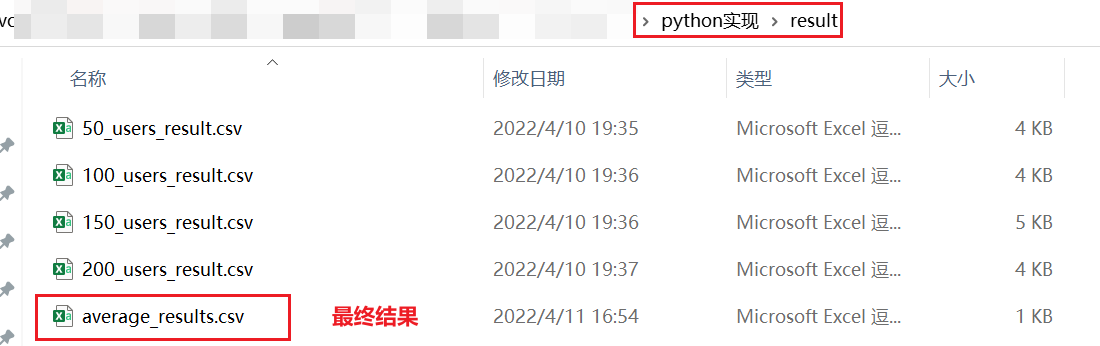 > python实现 > result
名称 修改日期 类型 大小
50_users_result.csv 2022/4/10 19:35 Microsoft Excel 逗... 4 KB
100_users_result.csv 2022/4/10 19:36 Microsoft Excel 逗... 4 KB
150_users_result.csv 2022/4/10 19:36 Microsoft Excel 逗... 5 KB
200_users_result.csv 2022/4/10 19:37 Microsoft Excel 逗... 4 KB
average_results.csv 最终结果 2022/4/11 16:54 Microsoft Excel 逗... 1 KB